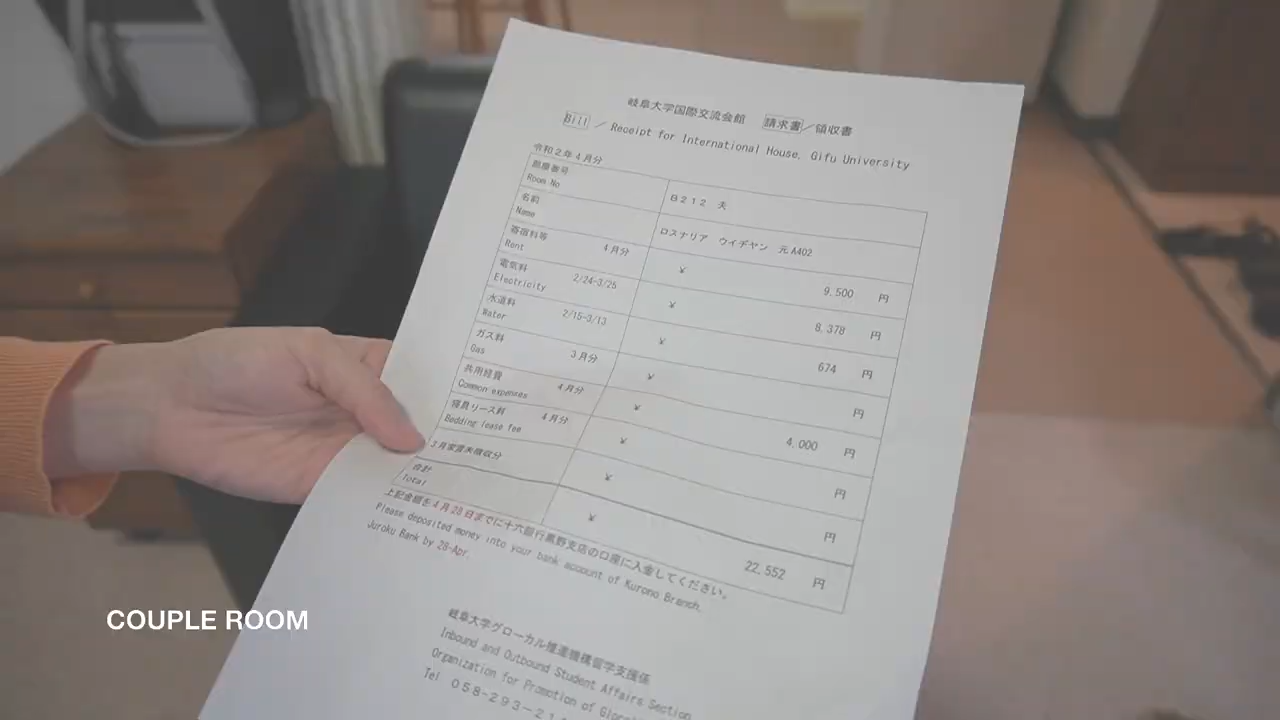 岐阜大学国際交流会館 請求書／領収書
Bill ／ Receipt for International House, Gifu University
令和２年４月分
部屋番号 Ｂ２１２ 夫
Room No
名前 ロスナリア ウイヂヤン 元 A402
Name
寄宿料等 ４月分 ¥ 9,500 円
Rent
電気料 2/24-3/25 ¥ 8,378 円
Electricity
水道料 2/15-3/13 ¥ 674 円
Water
ガス料 ３月分 ¥ 円
Gas
共用経費 ４月分 ¥ 4,000 円
Common expenses
寝具リース料 ４月分 ¥ 円
Bedding lease fee
３月家賃未徴収分 ¥ 円
合計 ¥ 22,552 円
Total
上記金額を４月２８日までに十六銀行黒野支店の口座に入金してください。
Please deposited money into your bank account of Kurono Branch,
Juroku Bank by 28-Apr.
岐阜大学グローカル推進機構留学支援係
Inbound and Outbound Student Affairs Section
Organization for Promotion of
Tel ０５８-２９３-２１
COUPLE ROOM